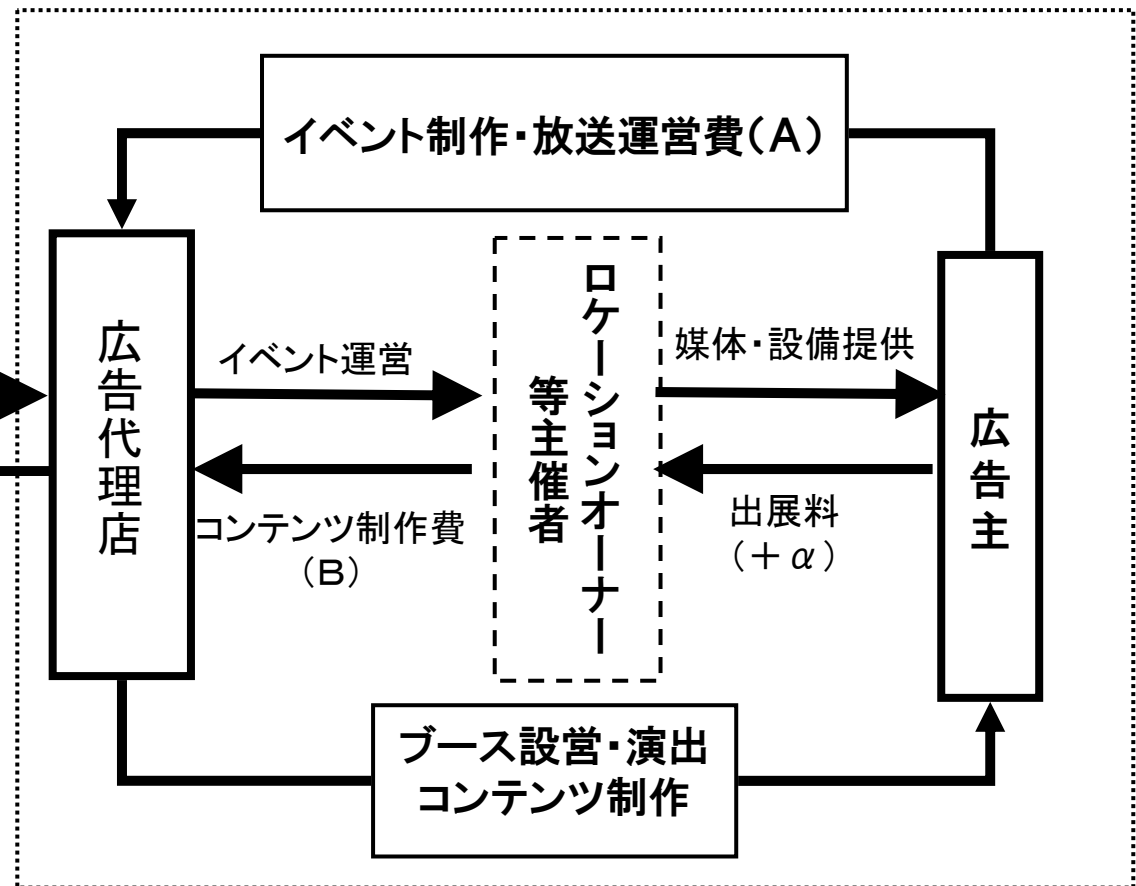 イベント制作・放送運営費(A)
広告代理店
イベント運営
コンテンツ制作費
(B)
ロケーションオーナー
等主催者
媒体・設備提供
出展料
(+α)
広告主
ブース設営・演出
コンテンツ制作